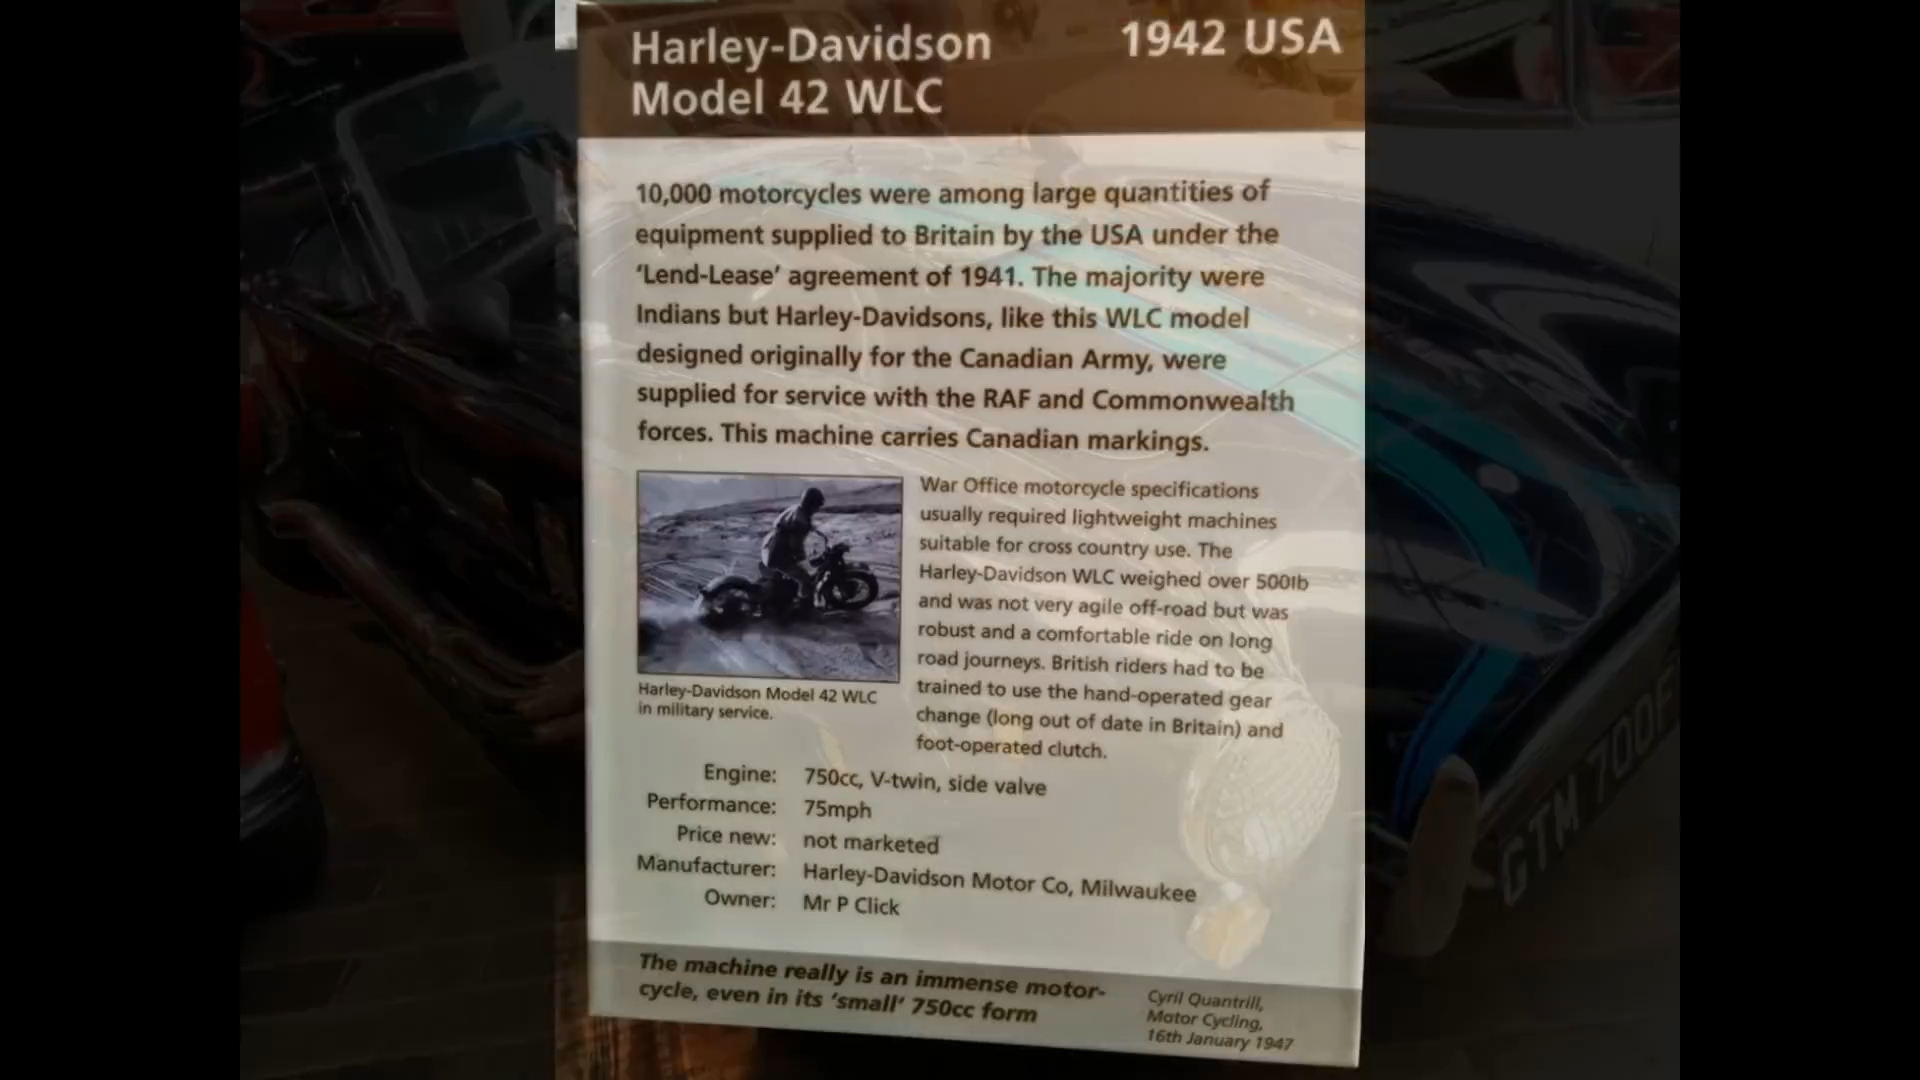 Harley-Davidson
Model 42 WLC
1942 USA
10,000 motorcycles were among large quantities of
equipment supplied to Britain by the USA under the
‘Lend-Lease’ agreement of 1941. The majority were
Indians but Harley-Davidsons, like this WLC model
designed originally for the Canadian Army, were
supplied for service with the RAF and Commonwealth
forces. This machine carries Canadian markings.
War Office motorcycle specifications
usually required lightweight machines
suitable for cross country use. The
Harley-Davidson WLC weighed over 500lb
and was not very agile off-road but was
robust and a comfortable ride on long
road journeys. British riders had to be
trained to use the hand-operated gear
change (long out of date in Britain) and
foot-operated clutch.
Harley-Davidson Model 42 WLC
in military service.
Engine: 750cc, V-twin, side valve
Performance: 75mph
Price new: not marketed
Manufacturer: Harley-Davidson Motor Co, Milwaukee
Owner: Mr P Click
The machine really is an immense motor-
cycle, even in its ‘small’ 750cc form
Cyril Quantrill,
Motor Cycling,
16th January 1947
GTM 700F